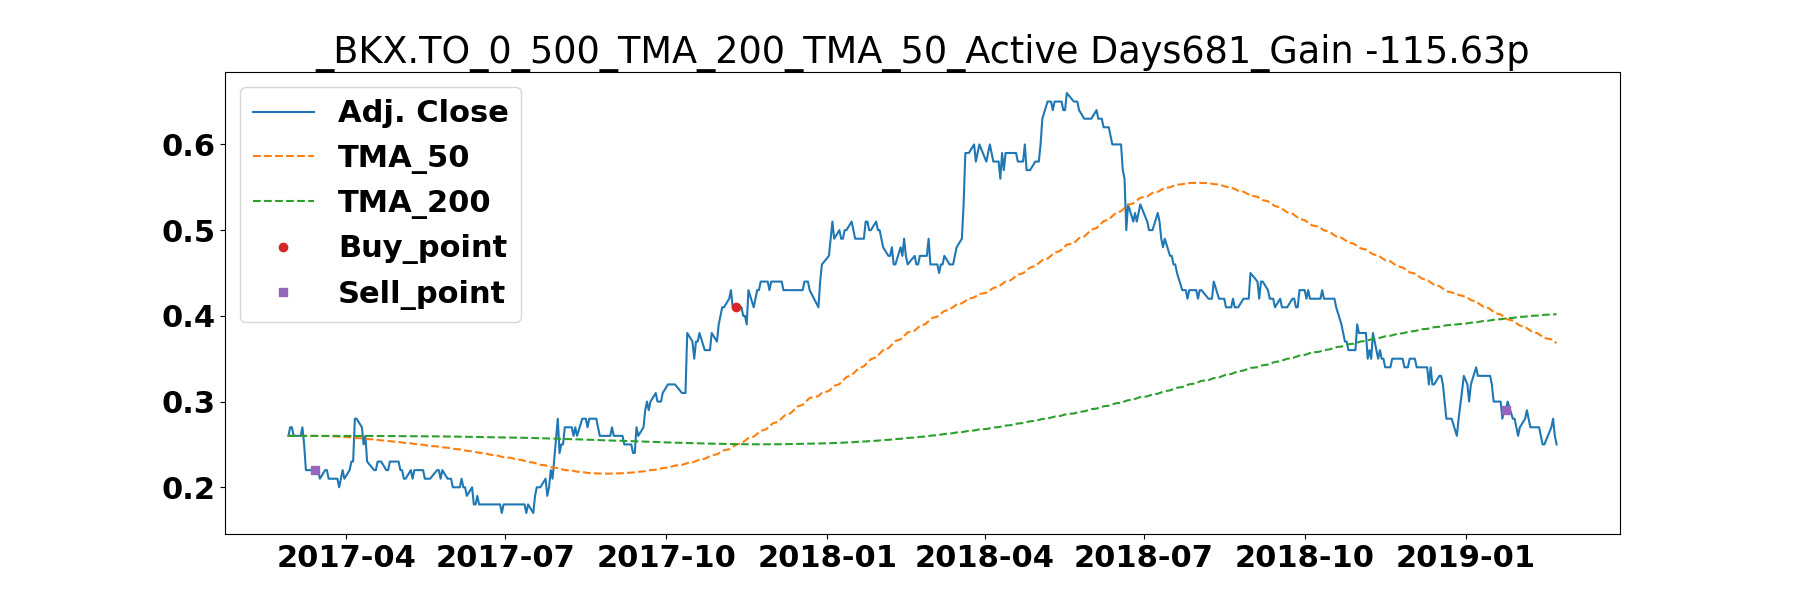 _BKX.TO_0_500_TMA_200_TMA_50_Active Days681_Gain -115.63p
Adj. Close
TMA_50
TMA_200
Buy_point
Sell_point
0.6
0.5
0.4
0.3
0.2
2017-04 2017-07 2017-10 2018-01 2018-04 2018-07 2018-10 2019-01